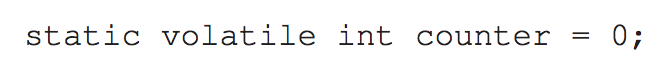 static volatile int counter = 0;